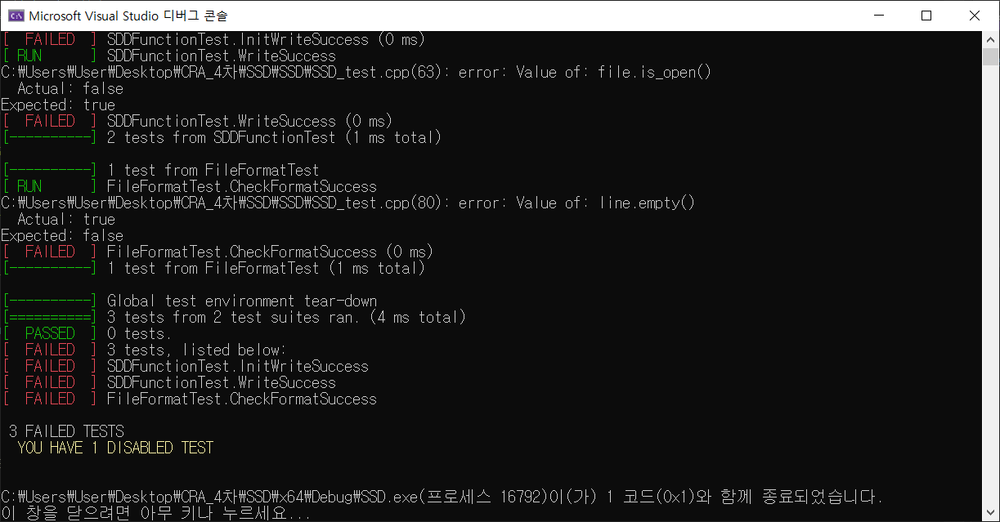 Microsoft Visual Studio 디버그 콘솔
[  FAILED  ] SDDFunctionTest.InitWriteSuccess (0 ms)
[ RUN      ] SDDFunctionTest.WriteSuccess
C:₩Users₩User₩Desktop₩CRA_4차₩SSD₩SSD₩SSD_test.cpp(63): error: Value of: file.is_open()
  Actual: false
Expected: true
[  FAILED  ] SDDFunctionTest.WriteSuccess (0 ms)
[----------] 2 tests from SDDFunctionTest (1 ms total)

[----------] 1 test from FileFormatTest
[ RUN      ] FileFormatTest.CheckFormatSuccess
C:₩Users₩User₩Desktop₩CRA_4차₩SSD₩SSD₩SSD_test.cpp(80): error: Value of: line.empty()
  Actual: true
Expected: false
[  FAILED  ] FileFormatTest.CheckFormatSuccess (0 ms)
[----------] 1 test from FileFormatTest (1 ms total)

[----------] Global test environment tear-down
[==========] 3 tests from 2 test suites ran. (4 ms total)
[  PASSED  ] 0 tests.
[  FAILED  ] 3 tests, listed below:
[  FAILED  ] SDDFunctionTest.InitWriteSuccess
[  FAILED  ] SDDFunctionTest.WriteSuccess
[  FAILED  ] FileFormatTest.CheckFormatSuccess

 3 FAILED TESTS
  YOU HAVE 1 DISABLED TEST

C:₩Users₩User₩Desktop₩CRA_4차₩SSD₩x64₩Debug₩SSD.exe(프로세스 16792)이(가) 1 코드(0x1)와 함께 종료되었습니다.
이 창을 닫으려면 아무 키나 누르세요...